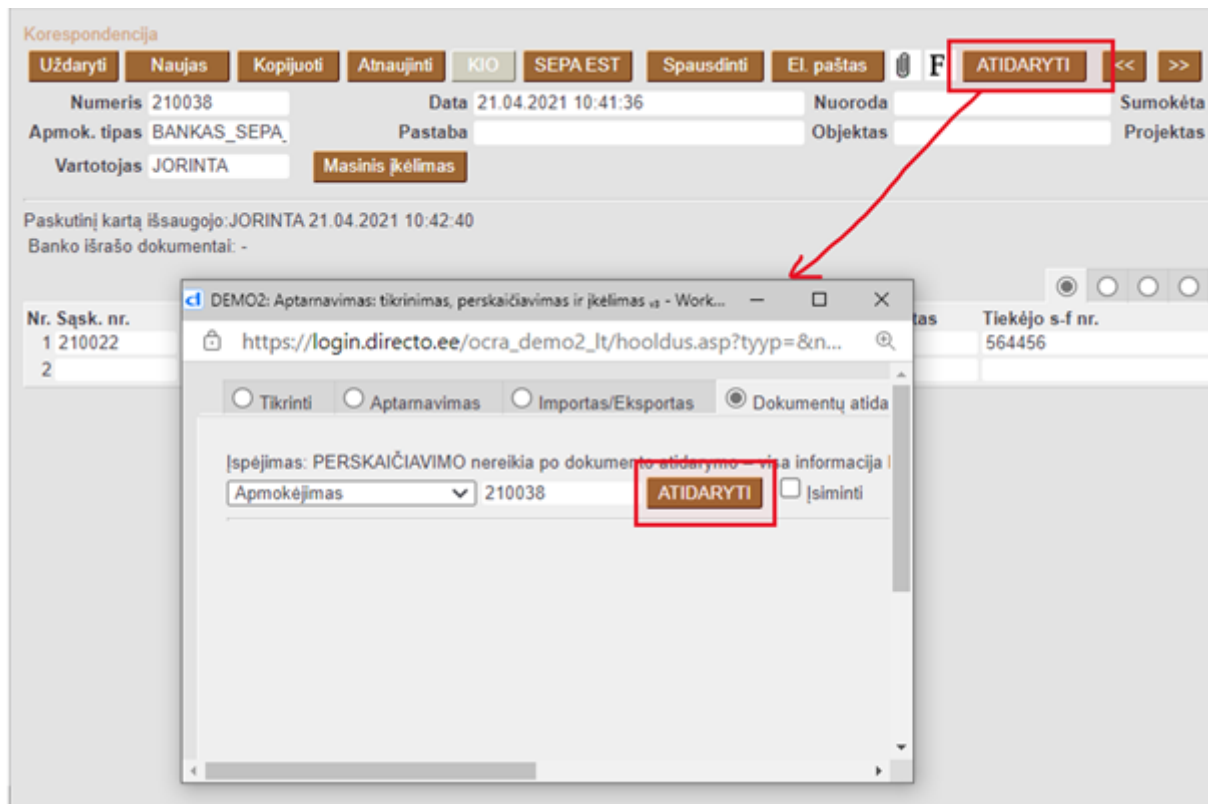 Korespondencija
Uždaryti Naujas Kopijuoti Atnaujinti KIO SEPA EST Spausdinti El. paštas F ATIDARYTI << >>
Numeris 210038 Data 21.04.2021 10:41:36 Nuoroda Sumokėta
Apmok. tipas BANKAS_SEPA_ Pastaba Objektas Projektas
Vartotojas JORINTA Masinis įkėlimas
Paskutinį kartą išsaugojo:JORINTA 21.04.2021 10:42:40
Banko išrašo dokumentai: -
DEMO2: Aptarnavimas: tikrinimas, perskaičiavimas ir įkėlimas v8 - Work...
Nr. Sąsk. nr. tas Tiekėjo s-f nr.
1 210022 564456
2
https://login.directo.ee/ocra_demo2_lt/hooldus.asp?tyyp=&n...
Tikrinti Aptarnavimas Importas/Eksportas Dokumentų atida
Įspėjimas: PERSKAIČIAVIMO nereikia po dokumento atidarymo – visa informacija
Apmokėjimas 210038 ATIDARYTI Įsiminti